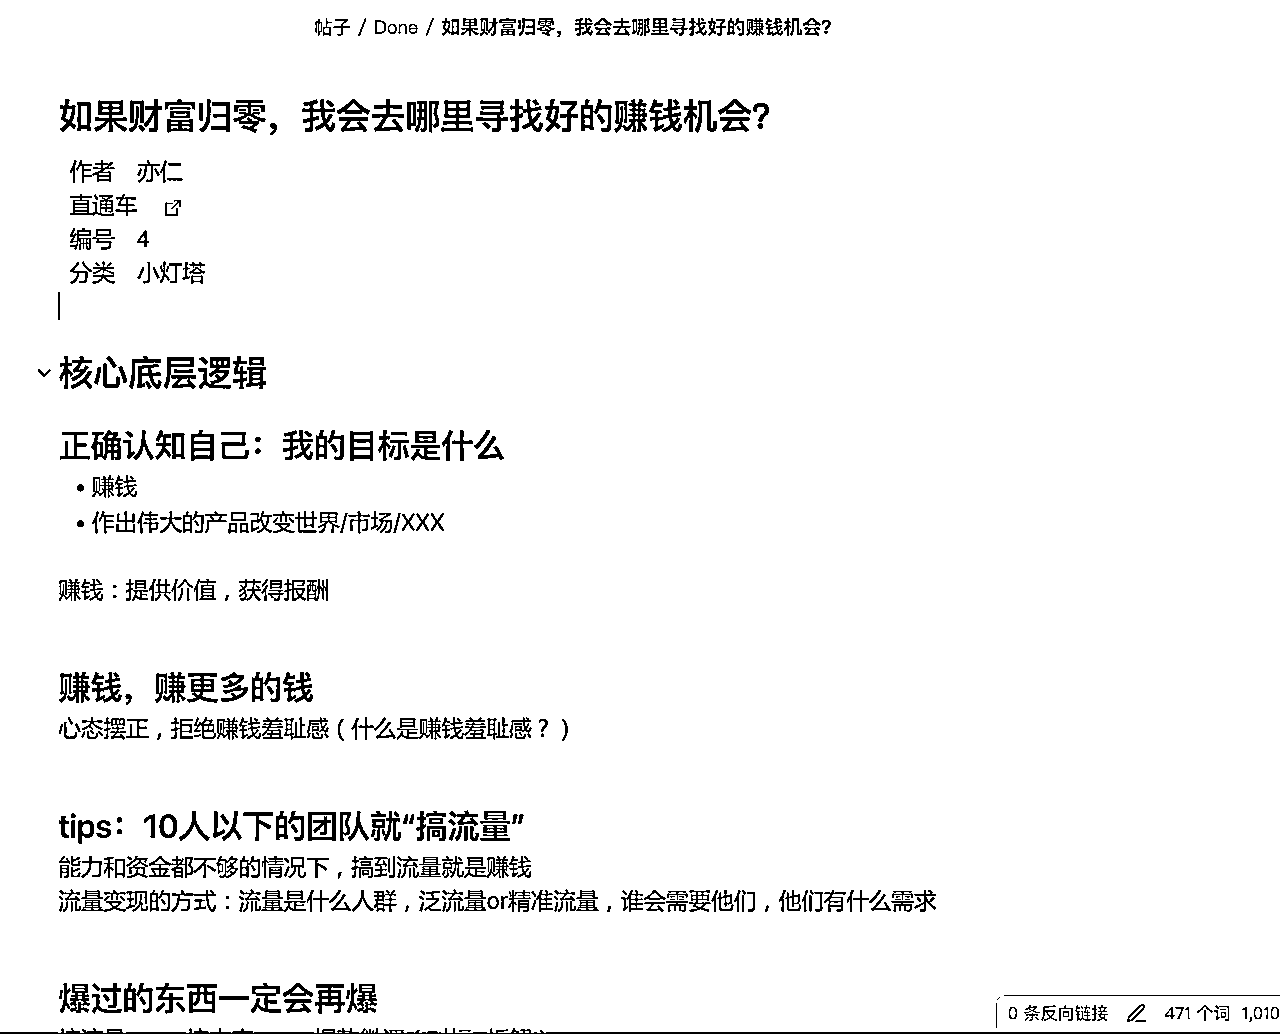 帖子 / Done / 如果财富归零，我会去哪里寻找好的赚钱机会?
如果财富归零，我会去哪里寻找好的赚钱机会?
作者 亦仁
直通车
编号 4
分类 小灯塔
核心底层逻辑
正确认知自己：我的目标是什么
• 赚钱
• 作出伟大的产品改变世界/市场/XXX
赚钱：提供价值，获得报酬
赚钱，赚更多的钱
心态摆正，拒绝赚钱羞耻感（什么是赚钱羞耻感？）
tips：10人以下的团队就“搞流量”
能力和资金都不够的情况下，搞到流量就是赚钱
流量变现的方式：流量是什么人群，泛流量or精准流量，谁会需要他们，他们有什么需求
爆过的东西一定会再爆
0 条反向链接 471 个词 1,010